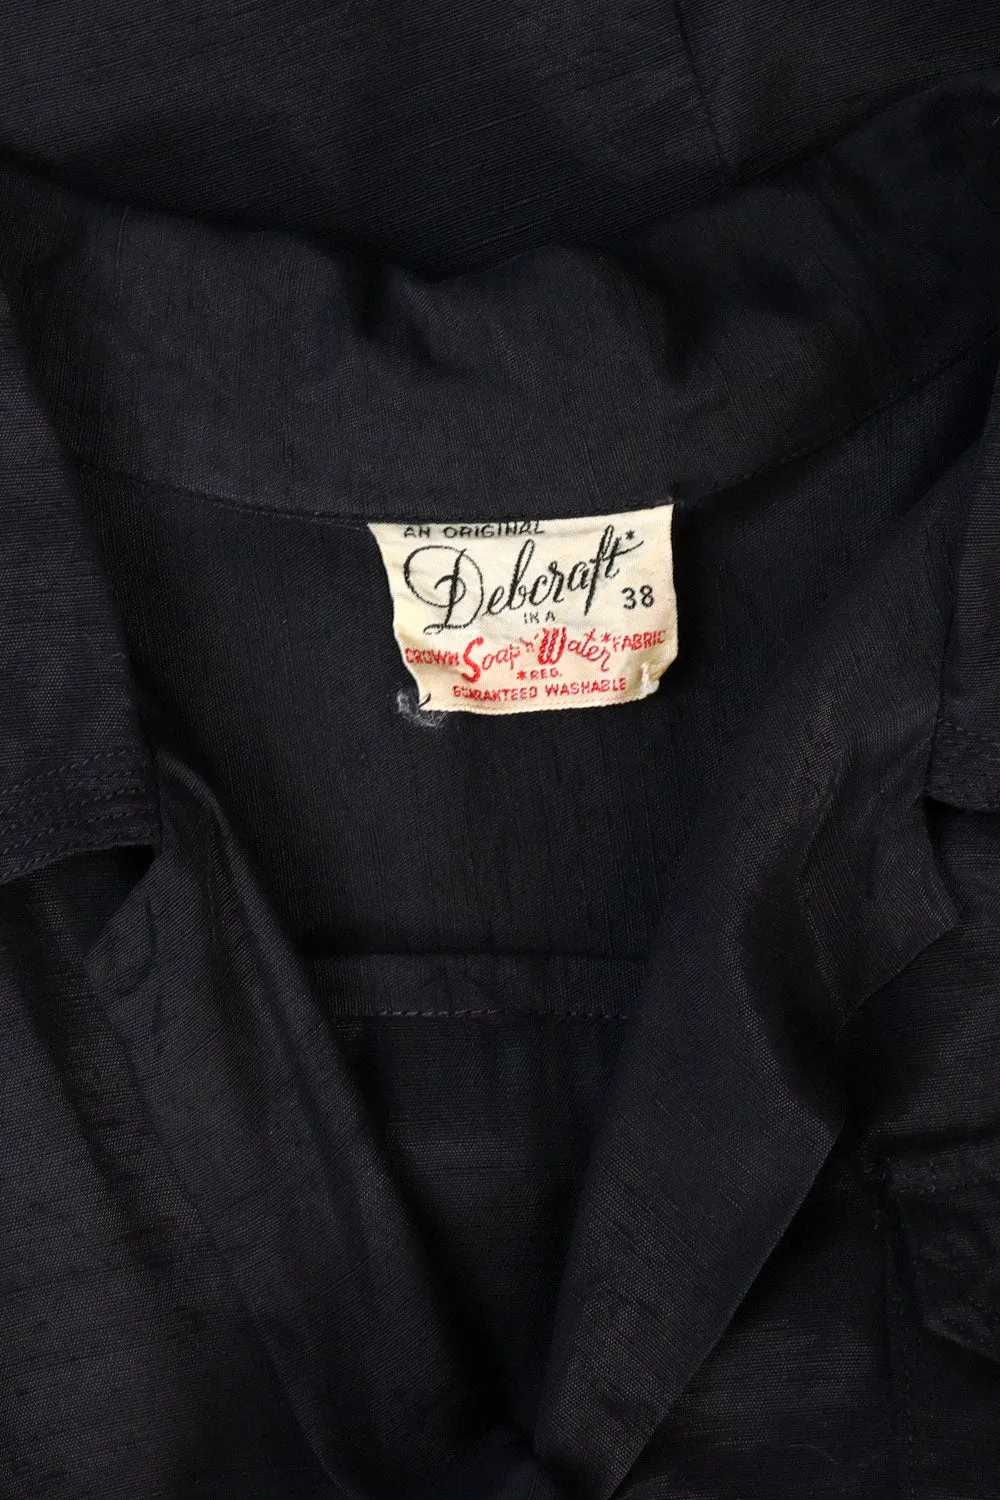 AN ORIGINAL
Debcraft*
38
IN A
CROWN Soap 'n' Water* FABRIC
*REG.
GUARANTEED WASHABLE